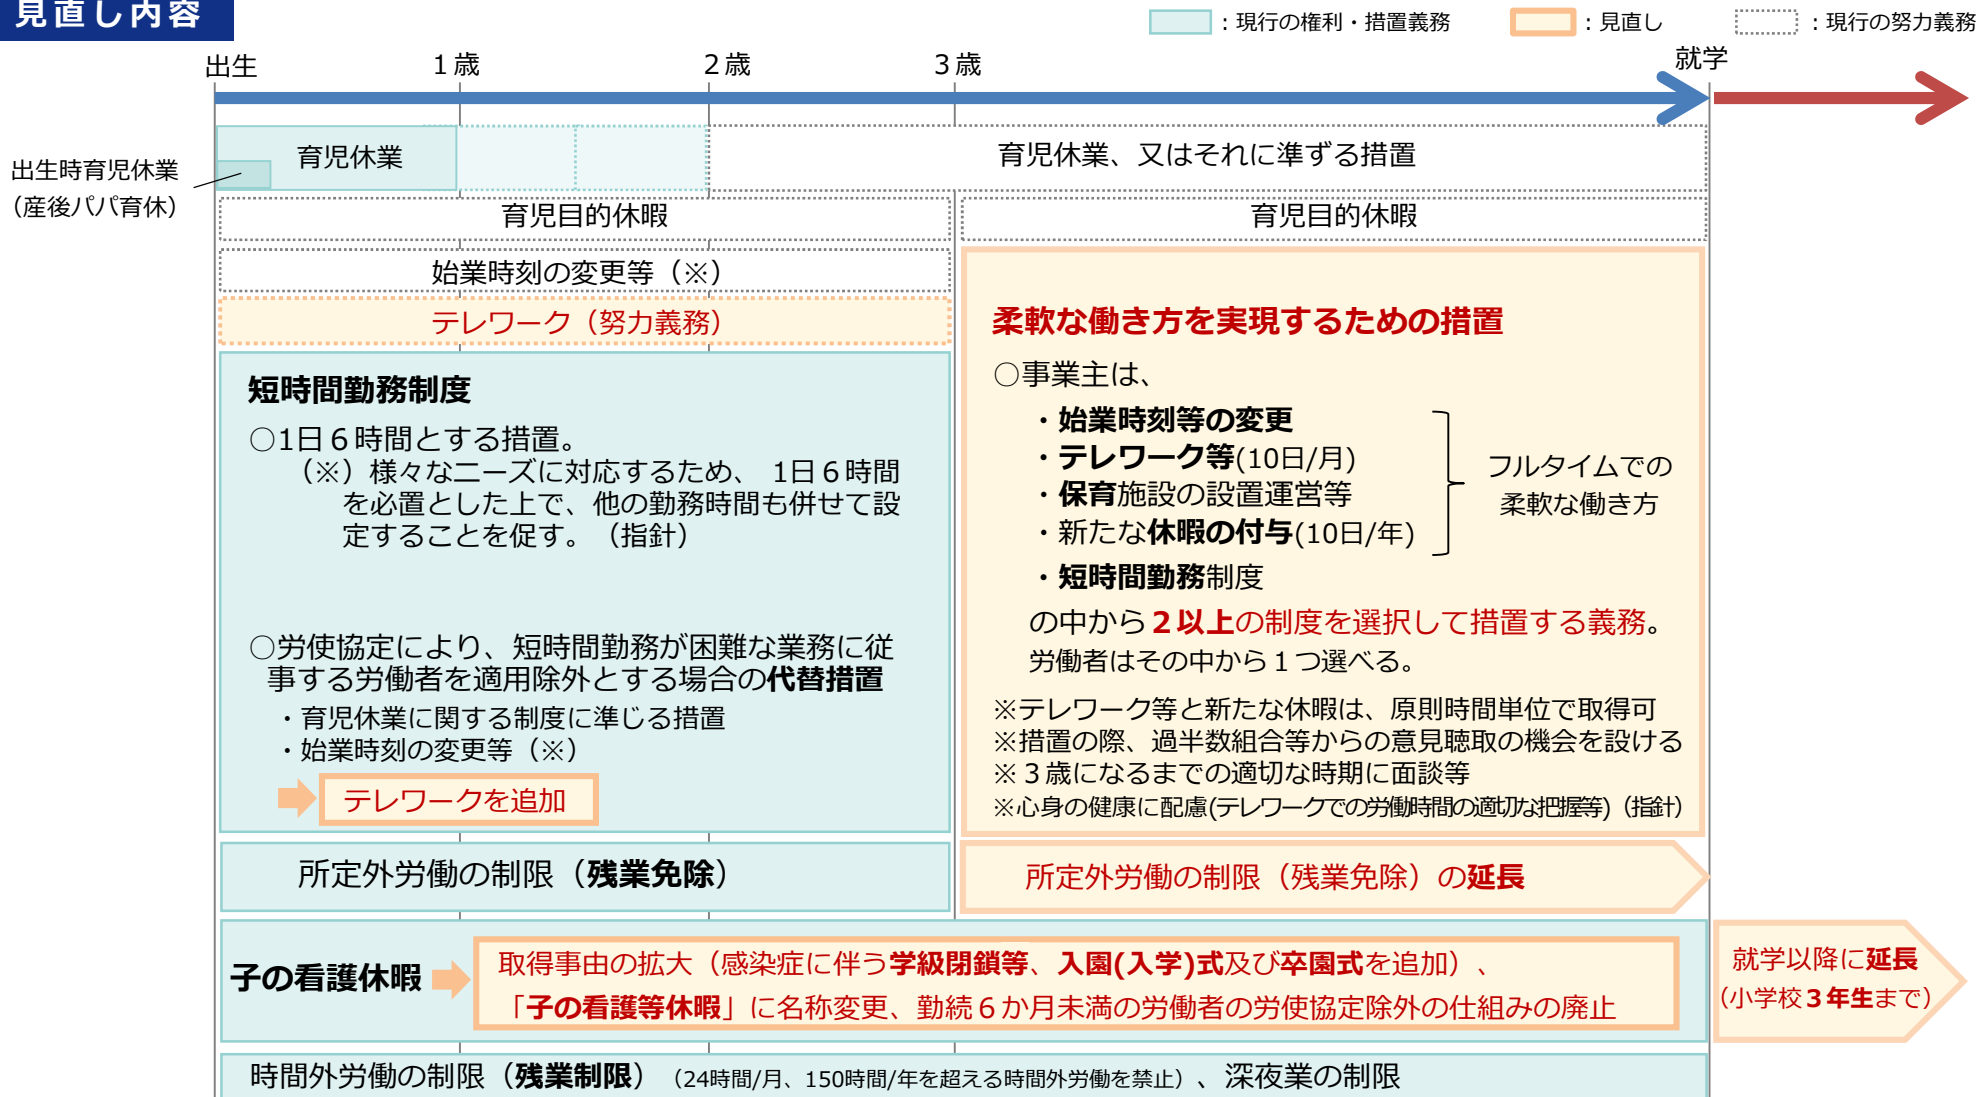 見直し内容
：現行の権利・措置義務
：見直し
：現行の努力義務
出生
１歳
２歳
３歳
就学
出生時育児休業
（産後パパ育休）
育児休業
育児休業、又はそれに準ずる措置
育児目的休暇
育児目的休暇
始業時刻の変更等（※）
テレワーク（努力義務）
短時間勤務制度
○1日６時間とする措置。
（※）様々なニーズに対応するため、 1日６時間
を必置とした上で、他の勤務時間も併せて設
定することを促す。（指針）
○労使協定により、短時間勤務が困難な業務に従
事する労働者を適用除外とする場合の代替措置
・育児休業に関する制度に準じる措置
・始業時刻の変更等（※）
テレワークを追加
柔軟な働き方を実現するための措置
○事業主は、
・始業時刻等の変更
・テレワーク等(10日/月)
・保育施設の設置運営等
・新たな休暇の付与(10日/年)
・短時間勤務制度
フルタイムでの
柔軟な働き方
の中から２以上の制度を選択して措置する義務。
労働者はその中から１つ選べる。
※テレワーク等と新たな休暇は、原則時間単位で取得可
※措置の際、過半数組合等からの意見聴取の機会を設ける
※３歳になるまでの適切な時期に面談等
※心身の健康に配慮(テレワークでの労働時間の適切な把握等)（指針）
所定外労働の制限（残業免除）
所定外労働の制限（残業免除）の延長
子の看護休暇
取得事由の拡大（感染症に伴う学級閉鎖等、入園(入学)式及び卒園式を追加）、
「子の看護等休暇」に名称変更、勤続６か月未満の労働者の労使協定除外の仕組みの廃止
就学以降に延長
（小学校３年生まで）
時間外労働の制限（残業制限）（24時間/月、150時間/年を超える時間外労働を禁止）、深夜業の制限